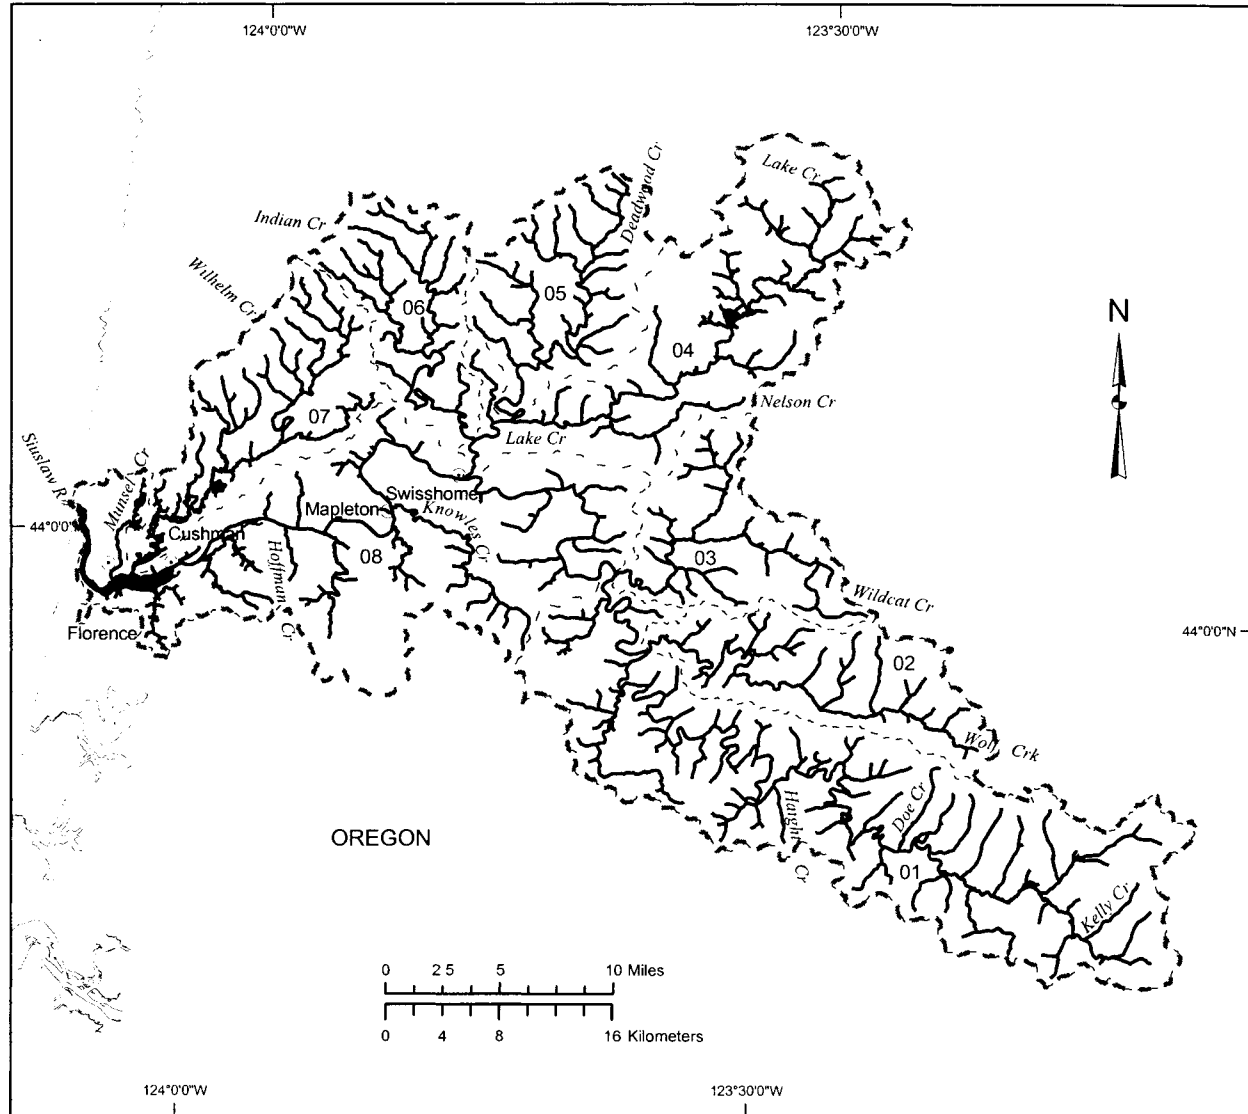 124°0'0"W
123°30'0"W
Lake Cr
Deadwood Cr
Indian Cr
Wilhelm Cr
06
05
04
N
Nelson Cr
07
Lake Cr
Siuslaw R
Munsel Cr
Swisshome
Mapleton
Knowles Cr
44°0'0"N
Cushman
08
Hoffman Cr
03
Wildcat Cr
Florence
44°0'0"N
02
Wolf Crk
Haight Cr
Doe Cr
OREGON
01
Kelly Cr
0 2 5 5 10 Miles
0 4 8 16 Kilometers
124°0'0"W
123°30'0"W